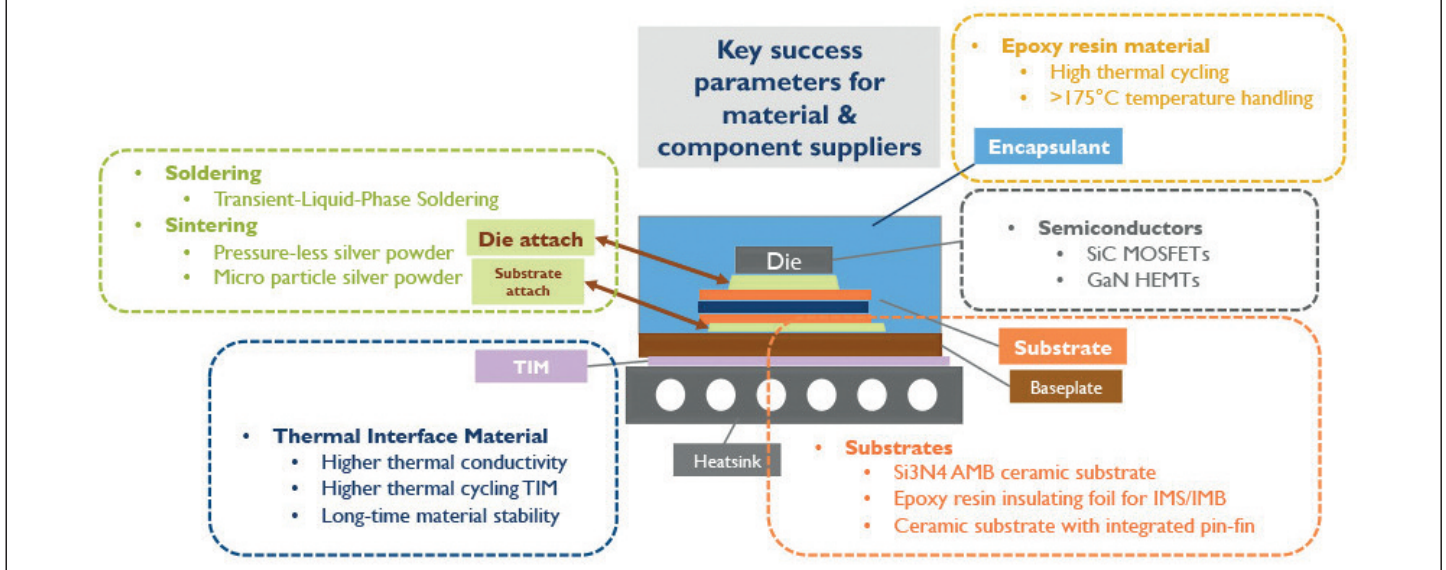 Key success
parameters for
material &
component suppliers
• Epoxy resin material
• High thermal cycling
• >175°C temperature handling
Encapsulant
• Soldering
• Transient-Liquid-Phase Soldering
• Sintering
• Pressure-less silver powder
• Micro particle silver powder
Die attach
Substrate
attach
Die
• Semiconductors
• SiC MOSFETs
• GaN HEMTs
TIM
Substrate
Baseplate
• Thermal Interface Material
• Higher thermal conductivity
• Higher thermal cycling TIM
• Long-time material stability
Heatsink
• Substrates
• Si3N4 AMB ceramic substrate
• Epoxy resin insulating foil for IMS/IMB
• Ceramic substrate with integrated pin-fin